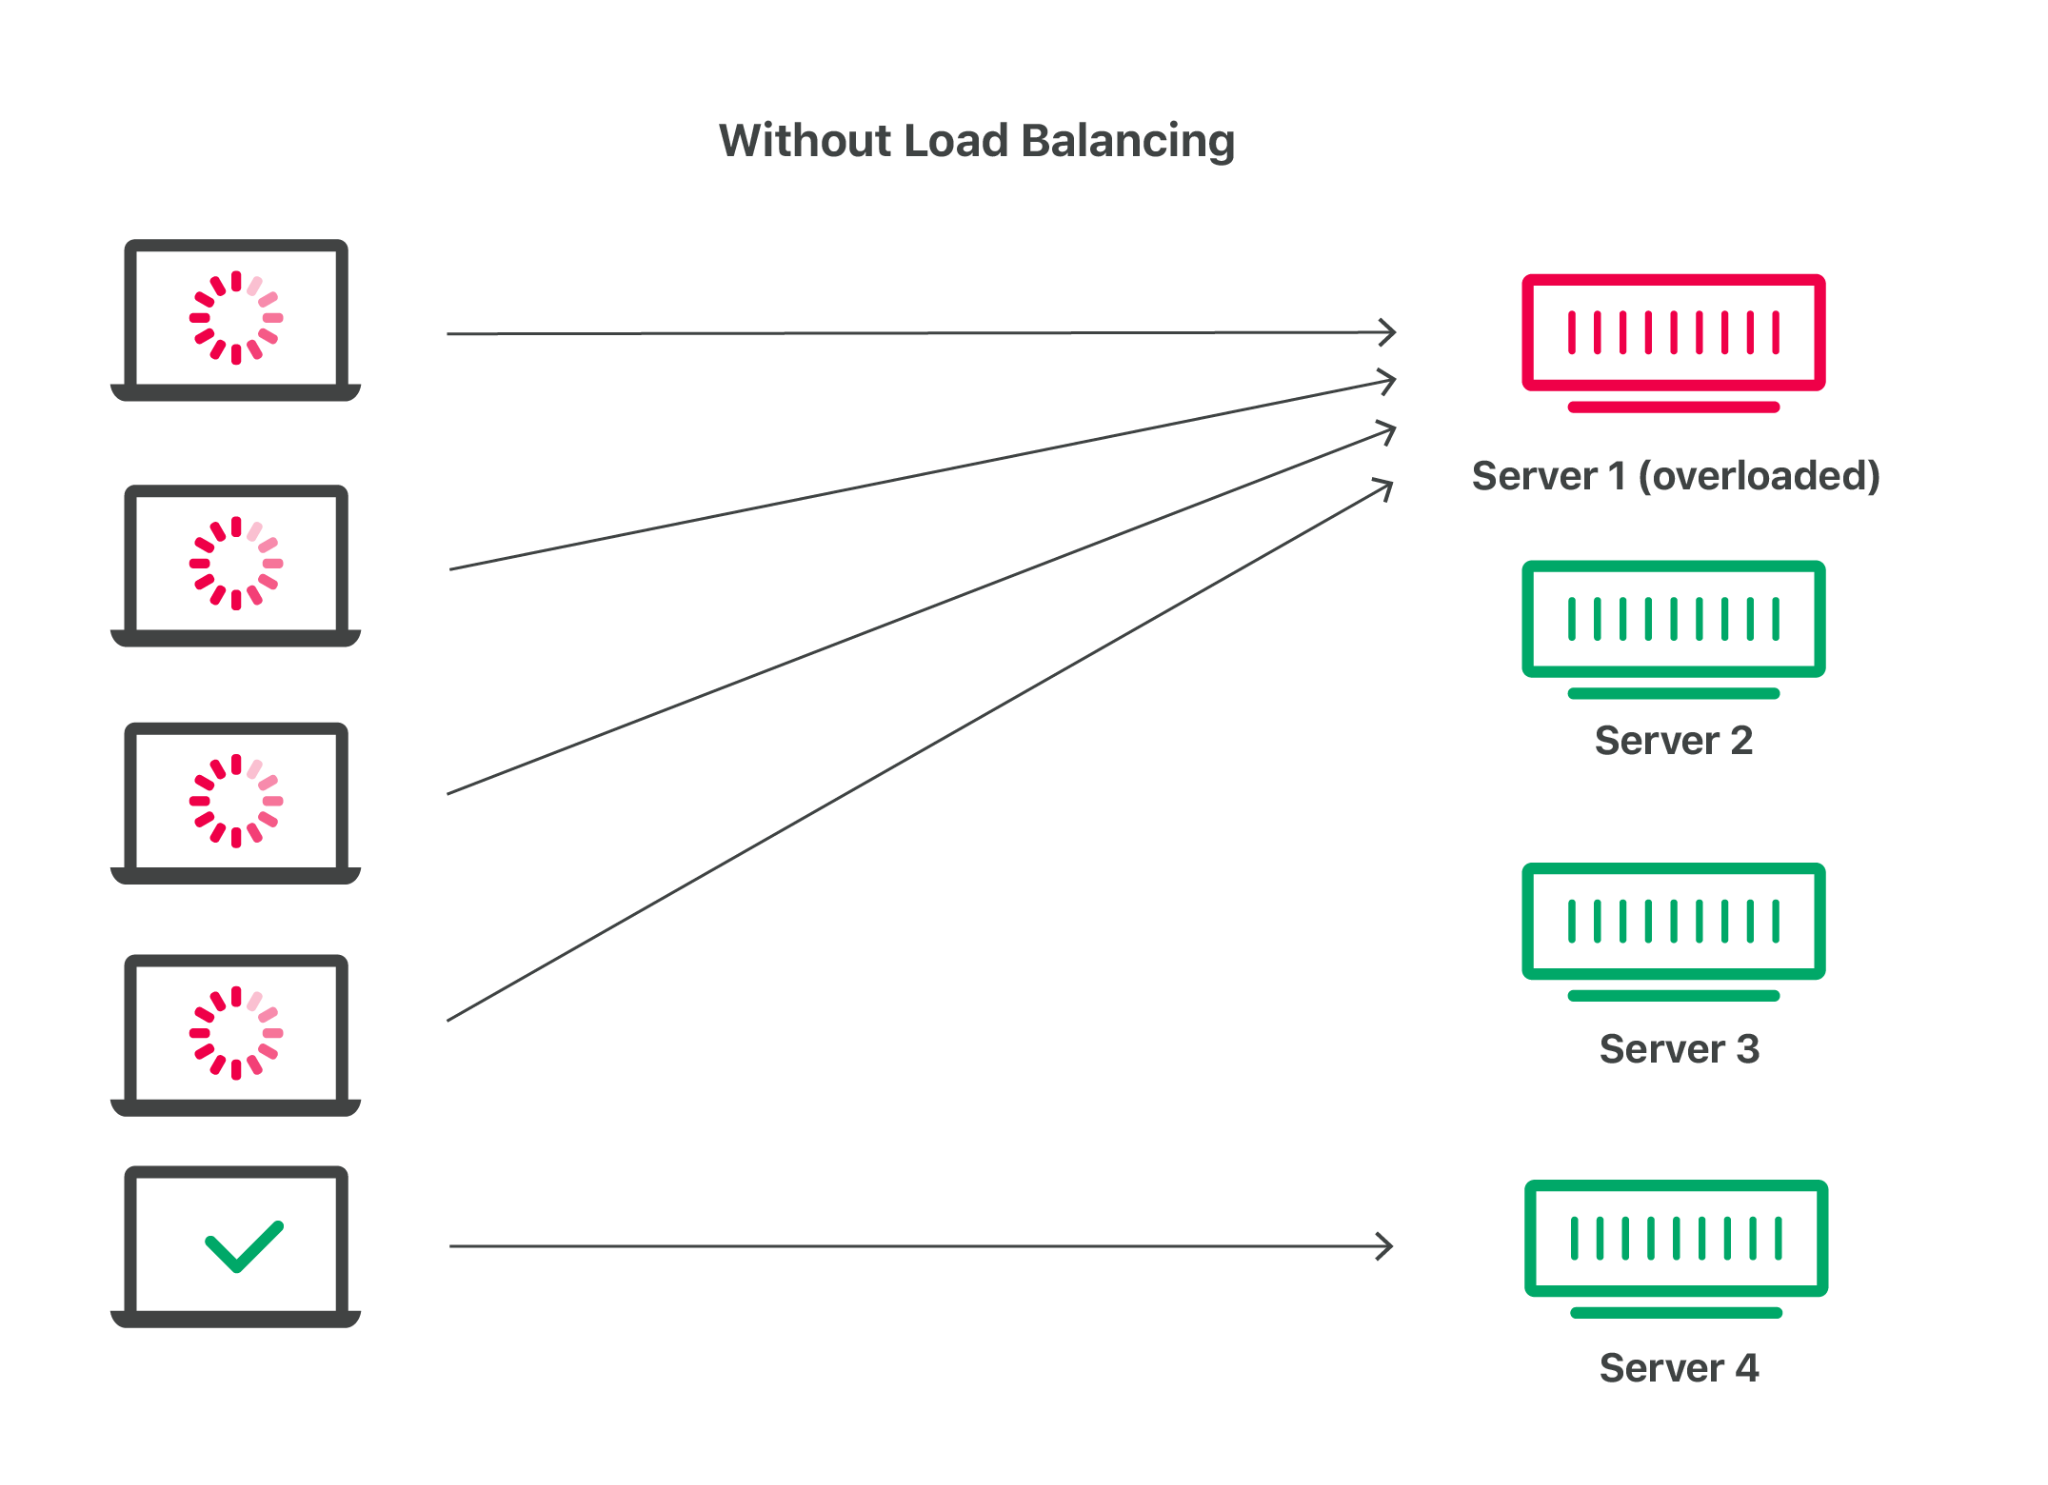 Without Load Balancing
Server 1 (overloaded)
Server 2
Server 3
Server 4